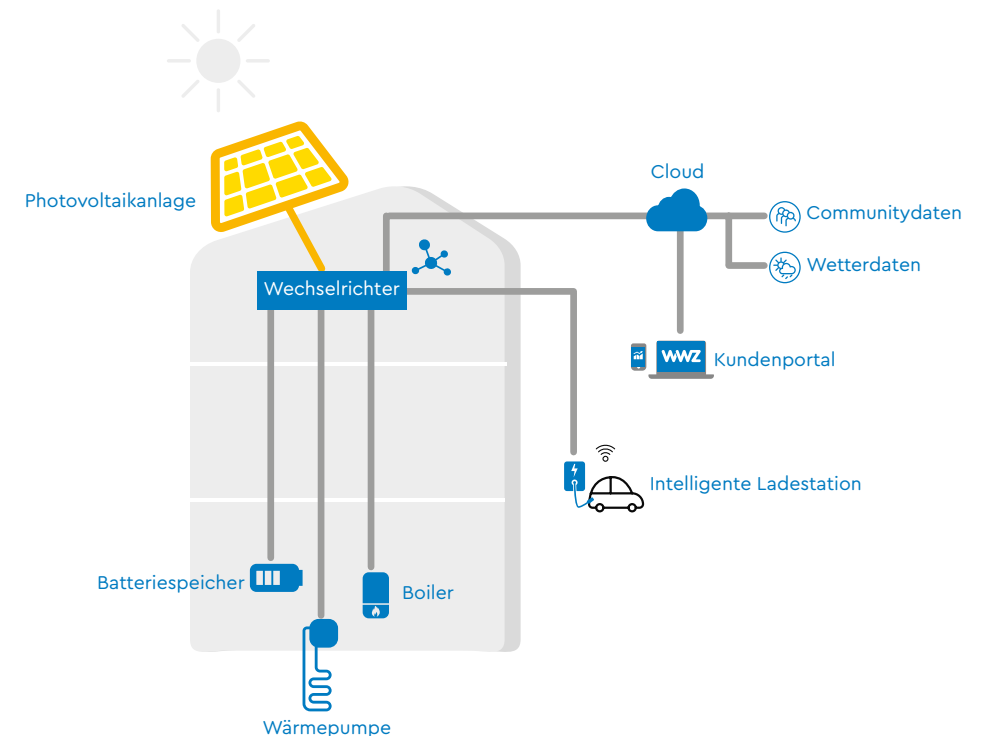 Cloud
Photovoltaikanlage
Communitydaten
Wetterdaten
Wechselrichter
WWZ
Kundenportal
Intelligente Ladestation
Batteriespeicher
Boiler
Wärmepumpe